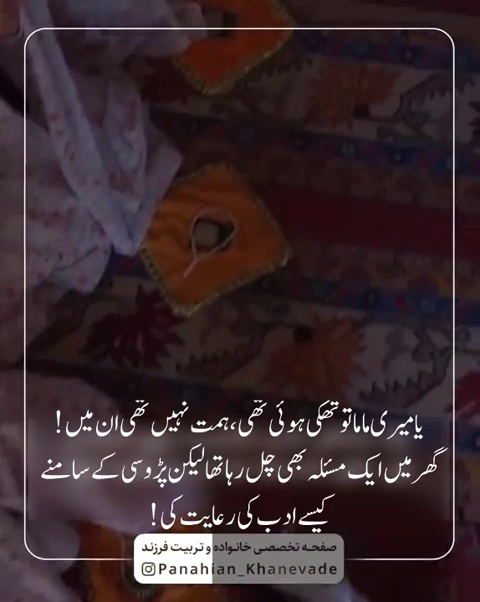 یا میری ماما تو تھکی ہوئی تھی، ہمت نہیں تھی ان میں!
گھر میں ایک مسئلہ بھی چل رہا تھا لیکن پڑوسی کے سامنے
کیسے ادب کی رعایت کی!
صفحه تخصصی خانواده و تربیت فرزند
Panahian_Khanevade